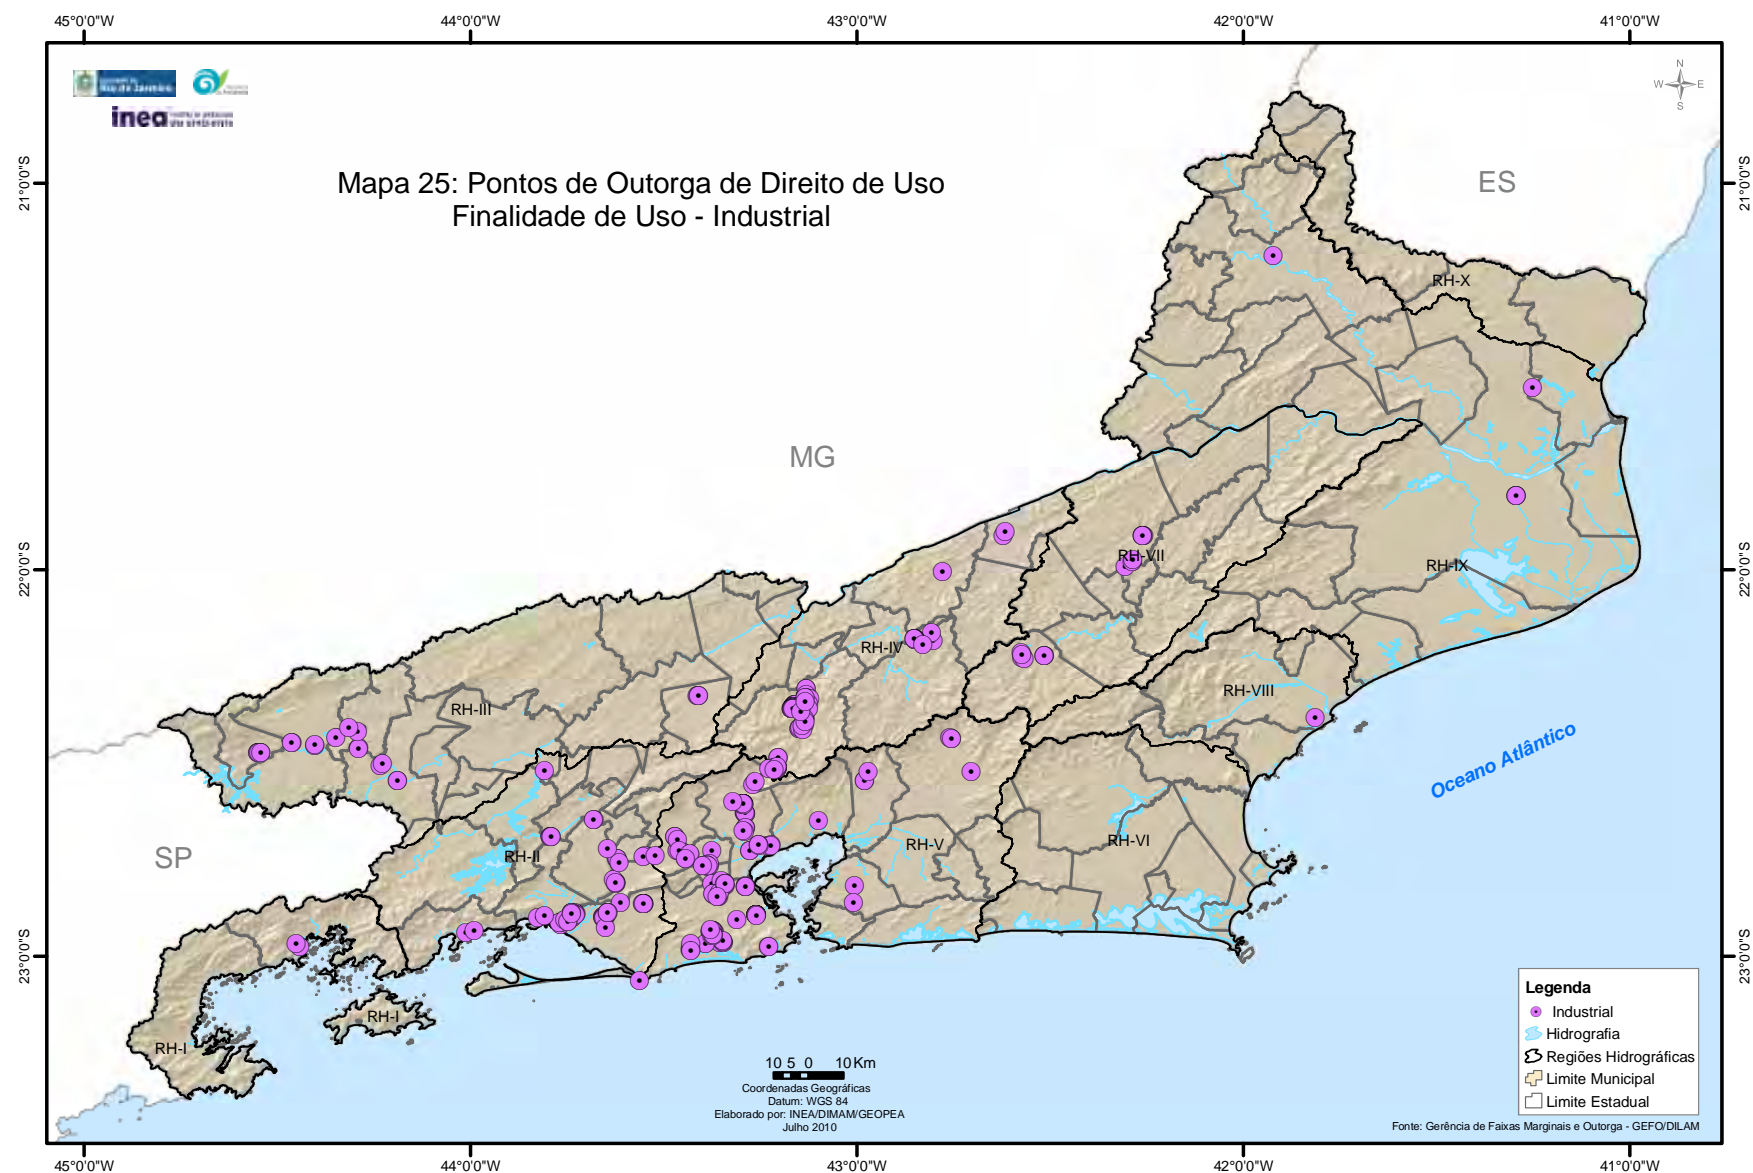 45°0'0"W 44°0'0"W 43°0'0"W 42°0'0"W 41°0'0"W
Rio de Janeiro
inea
N
W E
S
Mapa 25: Pontos de Outorga de Direito de Uso
Finalidade de Uso - Industrial
21°0'0"S
21°0'0"S
ES
RH-X
MG
22°0'0"S
22°0'0"S
RH-VII
RH-IX
RH-IV
RH-VIII
RH-III
Oceano Atlântico
SP
RH-II
RH-V
RH-VI
23°0'0"S
23°0'0"S
RH-I
RH-I
10 5 0 10 Km
Coordenadas Geográficas
Datum: WGS 84
Elaborado por: INEA/DIMAM/GEOPEA
Julho 2010
Legenda
Industrial
Hidrografia
Regiões Hidrográficas
Limite Municipal
Limite Estadual
Fonte: Gerência de Faixas Marginais e Outorga - GEFO/DILAM
45°0'0"W 44°0'0"W 43°0'0"W 42°0'0"W 41°0'0"W